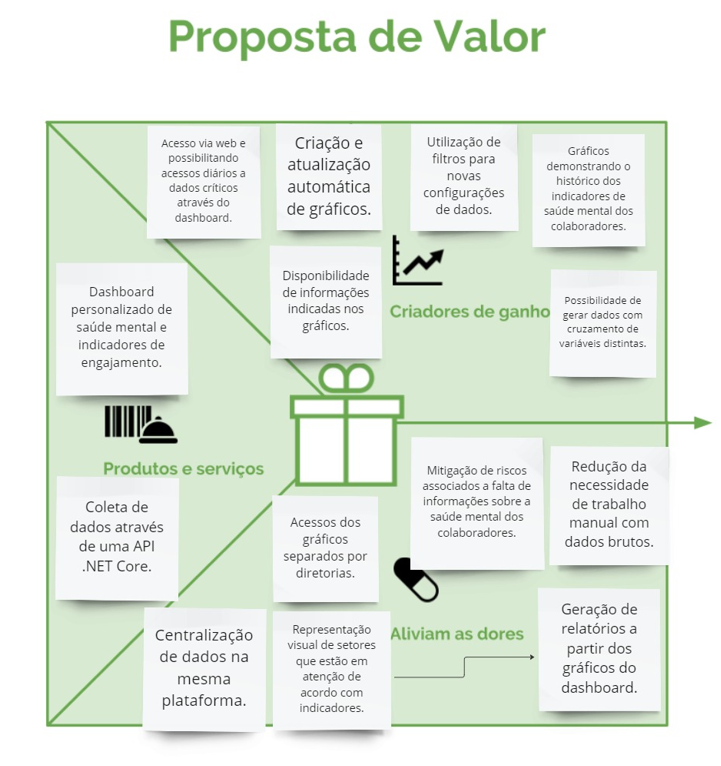 Proposta de Valor
Acesso via web e
possibilitando
acessos diários a
dados críticos
através do
dashboard.
Criação e
atualização
automática
de gráficos.
Utilização de
filtros para
novas
configurações
de dados.
Gráficos
demonstrando o
histórico dos
indicadores de
saúde mental dos
colaboradores.
Disponibilidade
de informações
indicadas nos
gráficos.
Criadores de ganho
Possibilidade de
gerar dados com
cruzamento de
variáveis distintas.
Dashboard
personalizado de
saúde mental e
indicadores de
engajamento.
Produtos e serviços
Coleta de
dados através
de uma API
.NET Core.
Centralização
de dados na
mesma
plataforma.
Acessos dos
gráficos
separados por
diretorias.
Representação
visual de setores
que estão em
atenção de
acordo com
indicadores.
Mitigação de riscos
associados a falta de
informações sobre a
saúde mental dos
colaboradores.
Redução da
necessidade
de trabalho
manual com
dados brutos.
Aliviam as dores
Geração de
relatórios a
partir dos
gráficos do
dashboard.